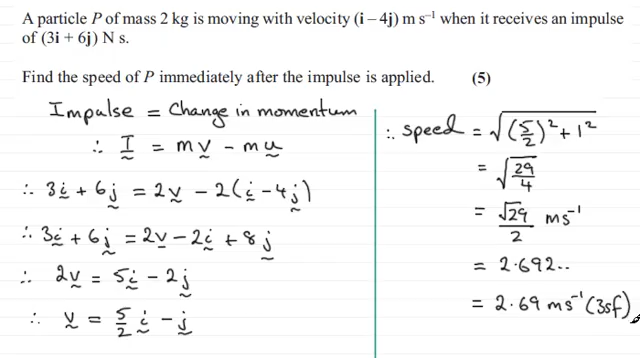 A particle P of mass 2 kg is moving with velocity (i – 4j) m s⁻¹ when it receives an impulse
of (3i + 6j) N s.
Find the speed of P immediately after the impulse is applied. (5)
Impulse = Change in momentum
∴ I = mv - mu
∴ 3i + 6j = 2v - 2(i - 4j)
∴ 3i + 6j = 2v - 2i + 8j
∴ 2v = 5i - 2j
∴ v = 5/2 i - j
∴ speed = √((5/2)² + 1²)
= √(29/4)
= √29/2 ms⁻¹
= 2.692..
= 2.69 ms⁻¹ (3sf)